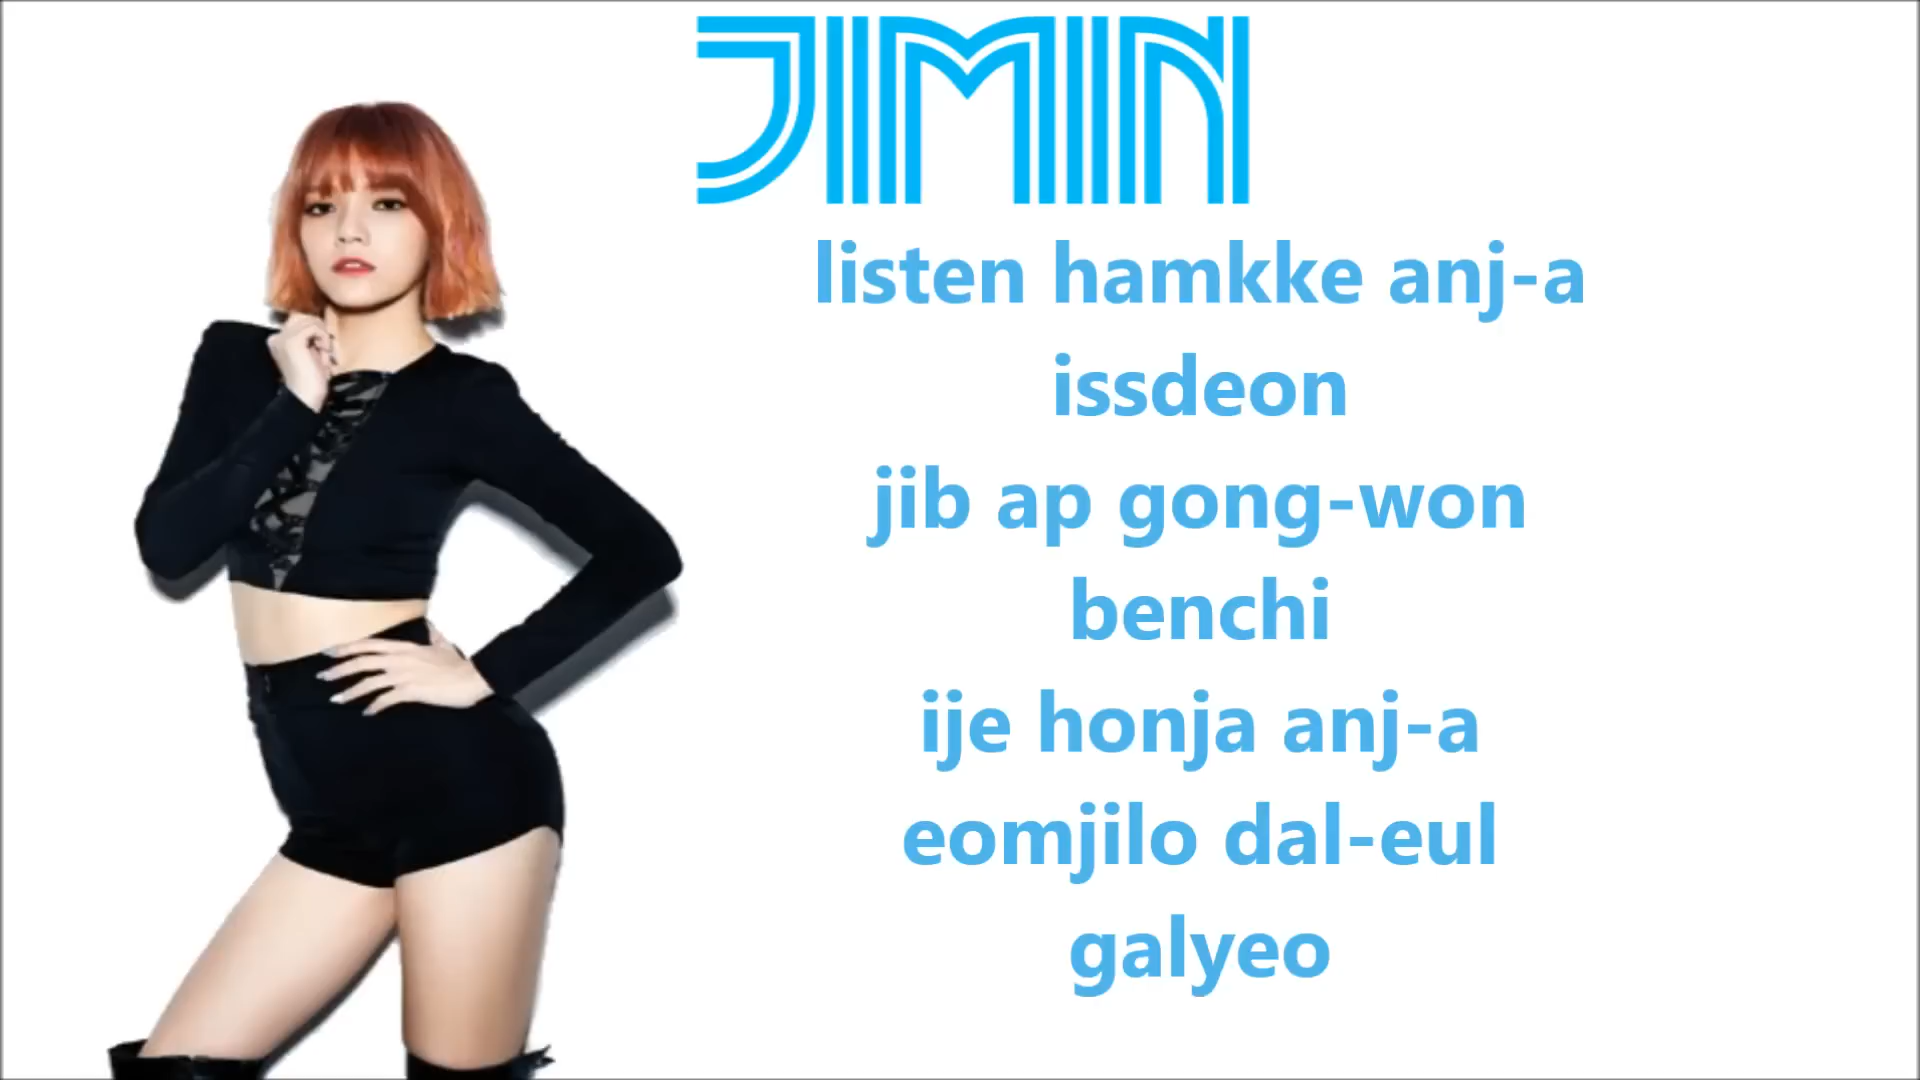 JIMIN
listen hamkke anj-a
issdeon
jib ap gong-won
benchi
ije honja anj-a
eomjilo dal-eul
galyeo